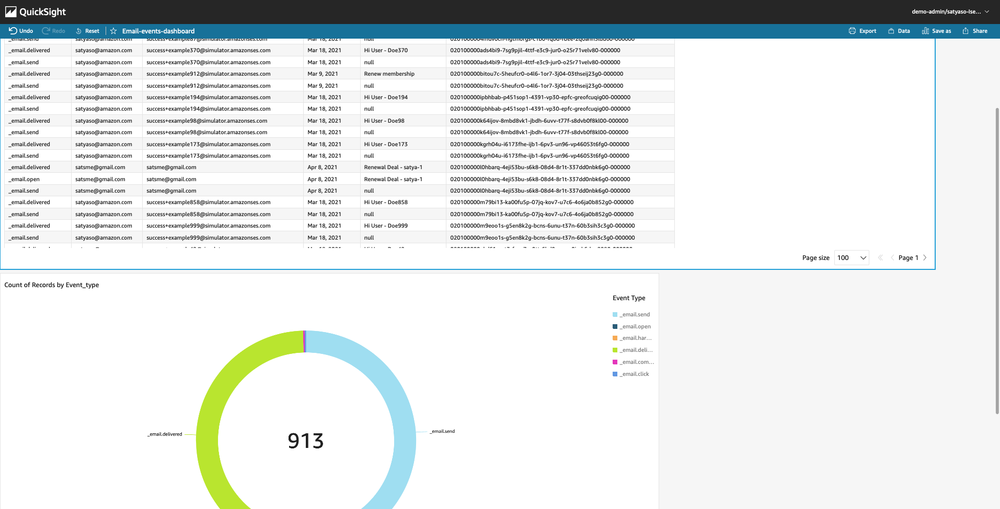 QuickSight
demo-admin/satyaso-Ise...
Undo Redo Reset Email-events-dashboard Export Data Save as Share
_email.send satyaso@amazon.com Mar 18, 2021 null
_email.delivered satyaso@amazon.com success+example370@simulator.amazonses.com Mar 18, 2021 Hi User - Doe370 020100000ads4bi9-7sg9pjil-4ttf-e3c9-jur0-o25r71velv80-000000
_email.send satyaso@amazon.com success+example370@simulator.amazonses.com Mar 18, 2021 null 020100000ads4bi9-7sg9pjil-4ttf-e3c9-jur0-o25r71velv80-000000
_email.delivered satyaso@amazon.com success+example912@simulator.amazonses.com Mar 9, 2021 Renew membership 020100000bitou7c-5heufcr0-o4l6-1or7-3j04-03thseij23g0-000000
_email.send satyaso@amazon.com success+example912@simulator.amazonses.com Mar 9, 2021 null 020100000bitou7c-5heufcr0-o4l6-1or7-3j04-03thseij23g0-000000
_email.delivered satyaso@amazon.com success+example194@simulator.amazonses.com Mar 18, 2021 Hi User - Doe194 020100000ipbhbab-p451sop1-4391-vp30-epfc-greofcuqig00-000000
_email.send satyaso@amazon.com success+example194@simulator.amazonses.com Mar 18, 2021 null 020100000ipbhbab-p451sop1-4391-vp30-epfc-greofcuqig00-000000
_email.delivered satyaso@amazon.com success+example98@simulator.amazonses.com Mar 18, 2021 Hi User - Doe98 020100000k64ijov-8mbd8vk1-jbdh-6uvv-t77f-s8dvb0f8kl00-000000
_email.send satyaso@amazon.com success+example98@simulator.amazonses.com Mar 18, 2021 null 020100000k64ijov-8mbd8vk1-jbdh-6uvv-t77f-s8dvb0f8kl00-000000
_email.delivered satyaso@amazon.com success+example173@simulator.amazonses.com Mar 18, 2021 Hi User - Doe173 020100000kgrh04u-i6173fhe-ijb1-6pv3-un96-vp46053t6fg0-000000
_email.send satyaso@amazon.com success+example173@simulator.amazonses.com Mar 18, 2021 null 020100000kgrh04u-i6173fhe-ijb1-6pv3-un96-vp46053t6fg0-000000
_email.delivered satsme@gmail.com satsme@gmail.com Apr 8, 2021 Renewal Deal - satya-1 020100000l0hbarq-4eji53bu-s6k8-08d4-8r1t-337dd0nbk6g0-000000
_email.open satsme@gmail.com satsme@gmail.com Apr 8, 2021 Renewal Deal - satya-1 020100000l0hbarq-4eji53bu-s6k8-08d4-8r1t-337dd0nbk6g0-000000
_email.send satsme@gmail.com satsme@gmail.com Apr 8, 2021 null 020100000l0hbarq-4eji53bu-s6k8-08d4-8r1t-337dd0nbk6g0-000000
_email.delivered satyaso@amazon.com success+example858@simulator.amazonses.com Mar 18, 2021 Hi User - Doe858 020100000m79bi13-ka00fu5p-07jq-kov7-u7c6-4o6ja0b852g0-000000
_email.send satyaso@amazon.com success+example858@simulator.amazonses.com Mar 18, 2021 null 020100000m79bi13-ka00fu5p-07jq-kov7-u7c6-4o6ja0b852g0-000000
_email.delivered satyaso@amazon.com success+example999@simulator.amazonses.com Mar 18, 2021 Hi User - Doe999 020100000m9eoo1s-g5en8k2g-bcns-6unu-t37n-60b3sih3c3g0-000000
_email.send satyaso@amazon.com success+example999@simulator.amazonses.com Mar 18, 2021 null 020100000m9eoo1s-g5en8k2g-bcns-6unu-t37n-60b3sih3c3g0-000000
Page size 100 Page 1
Count of Records by Event_type
Event Type
_email.send
_email.open
_email.har...
_email.deli...
_email.com...
_email.click
_email.delivered
913
_email.send